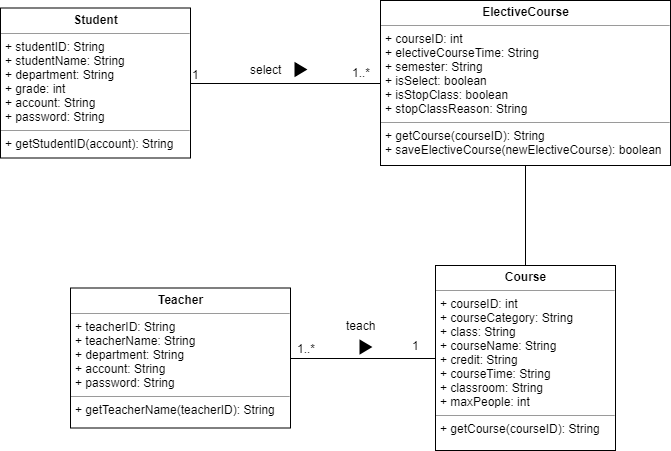 Student
+ studentID: String
+ studentName: String
+ department: String
+ grade: int
+ account: String
+ password: String
+ getStudentID(account): String
1
select
1..*
ElectiveCourse
+ courseID: int
+ electiveCourseTime: String
+ semester: String
+ isSelect: boolean
+ isStopClass: boolean
+ stopClassReason: String
+ getCourse(courseID): String
+ saveElectiveCourse(newElectiveCourse): boolean
Teacher
+ teacherID: String
+ teacherName: String
+ department: String
+ account: String
+ password: String
+ getTeacherName(teacherID): String
1..*
teach
1
Course
+ courseID: int
+ courseCategory: String
+ class: String
+ courseName: String
+ credit: String
+ courseTime: String
+ classroom: String
+ maxPeople: int
+ getCourse(courseID): String